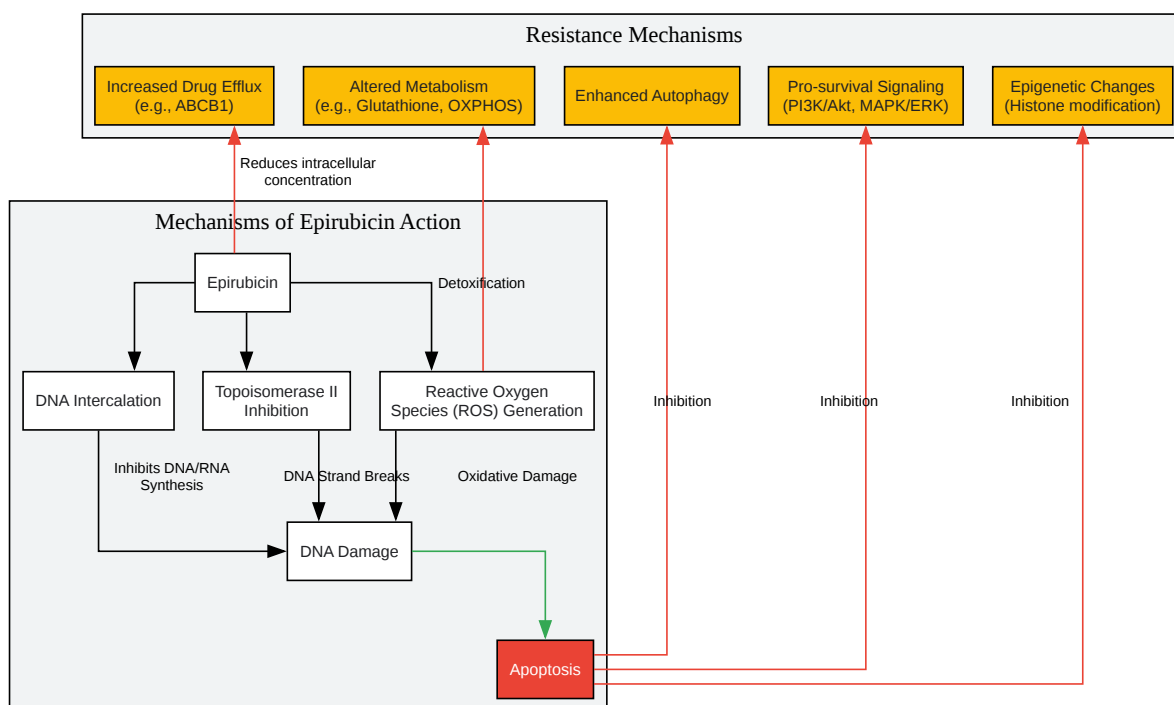 Resistance Mechanisms
Increased Drug Efflux
(e.g., ABCB1)
Altered Metabolism
(e.g., Glutathione, OXPHOS)
Enhanced Autophagy
Pro-survival Signaling
(PI3K/Akt, MAPK/ERK)
Epigenetic Changes
(Histone modification)
Reduces intracellular
concentration
Mechanisms of Epirubicin Action
Epirubicin
Detoxification
DNA Intercalation
Topoisomerase II
Inhibition
Reactive Oxygen
Species (ROS) Generation
Inhibition
Inhibition
Inhibition
Inhibits DNA/RNA
Synthesis
DNA Strand Breaks
Oxidative Damage
DNA Damage
Apoptosis